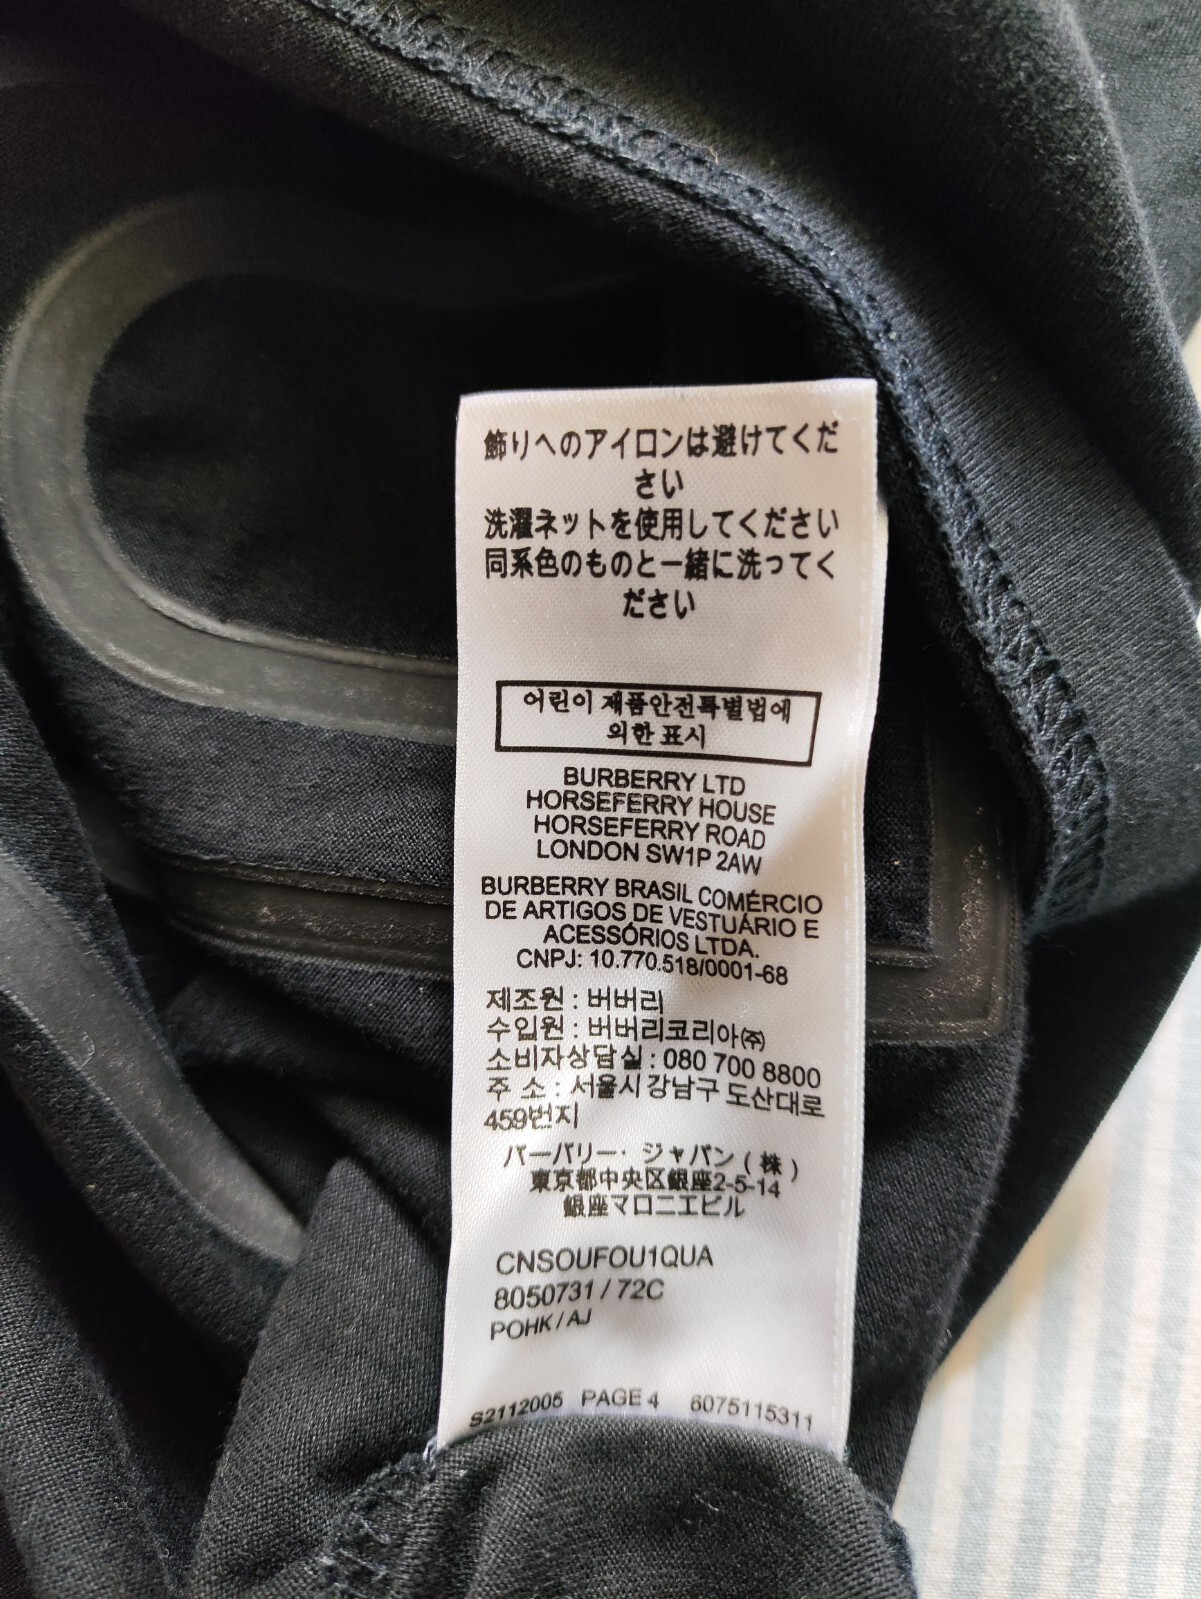 飾りへのアイロンは避けてくだ
さい
洗濯ネットを使用してください
同系色のものと一緒に洗ってく
ださい
어린이 제품안전특별법에
의한 표시
BURBERRY LTD
HORSEFERRY HOUSE
HORSEFERRY ROAD
LONDON SW1P 2AW
BURBERRY BRASIL COMÉRCIO
DE ARTIGOS DE VESTUÁRIO E
ACESSÓRIOS LTDA.
CNPJ: 10.770.518/0001-68
제조원 : 버버리
수입원 : 버버리코리아㈜
소비자상담실 : 080 700 8800
주 소 : 서울시 강남구 도산대로
459번지
バーバリー・ジャパン(株)
東京都中央区銀座2-5-14
銀座マロニエビル
CNSOUFOU1QUA
8050731 / 72C
POHK / AJ
S2112005 PAGE 4 6075115311